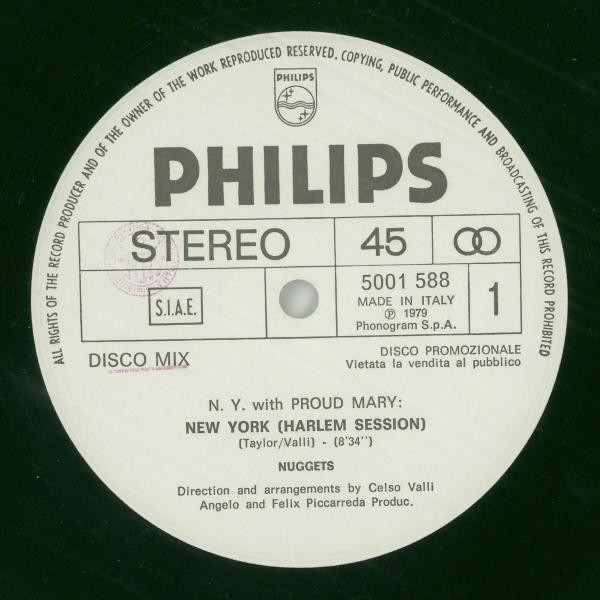 ALL RIGHTS OF THE RECORD PRODUCER AND OF THE OWNER OF THE WORK REPRODUCED RESERVED. COPYING, PUBLIC PERFORMANCE AND BROADCASTING OF THIS RECORD PROHIBITED
PHILIPS
PHILIPS
STEREO
45
S.I.A.E.
5001 588
MADE IN ITALY
℗ 1979
Phonogram S.p.A.
1
DISCO MIX
DISCO PROMOZIONALE
Vietata la vendita al pubblico
N. Y. with PROUD MARY:
NEW YORK (HARLEM SESSION)
(Taylor/Valli) - (8'34'')
NUGGETS
Direction and arrangements by Celso Valli
Angelo and Felix Piccarreda Produc.